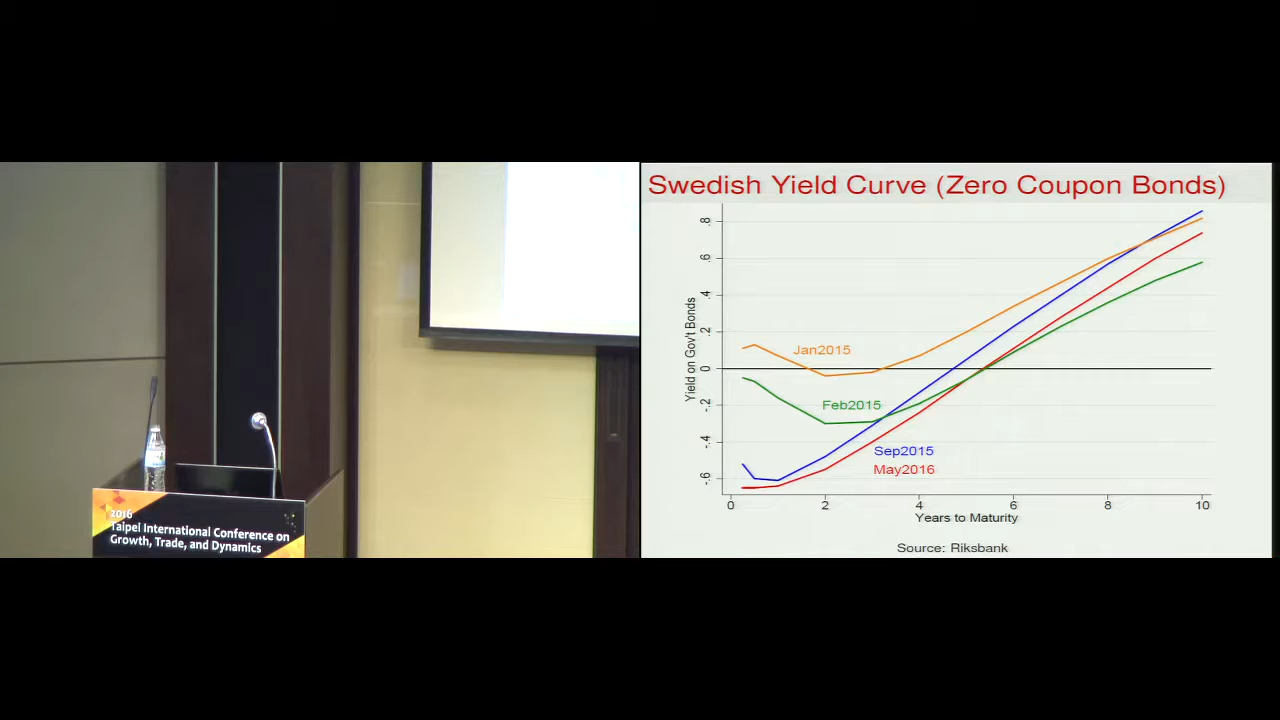 2016
Taipei International Conference on
Growth, Trade, and Dynamics
Swedish Yield Curve (Zero Coupon Bonds)
Yield on Gov't Bonds
.8
.6
.4
.2
0
-.2
-.4
-.6
Jan2015
Feb2015
Sep2015
May2016
0 2 4 6 8 10
Years to Maturity
Source: Riksbank